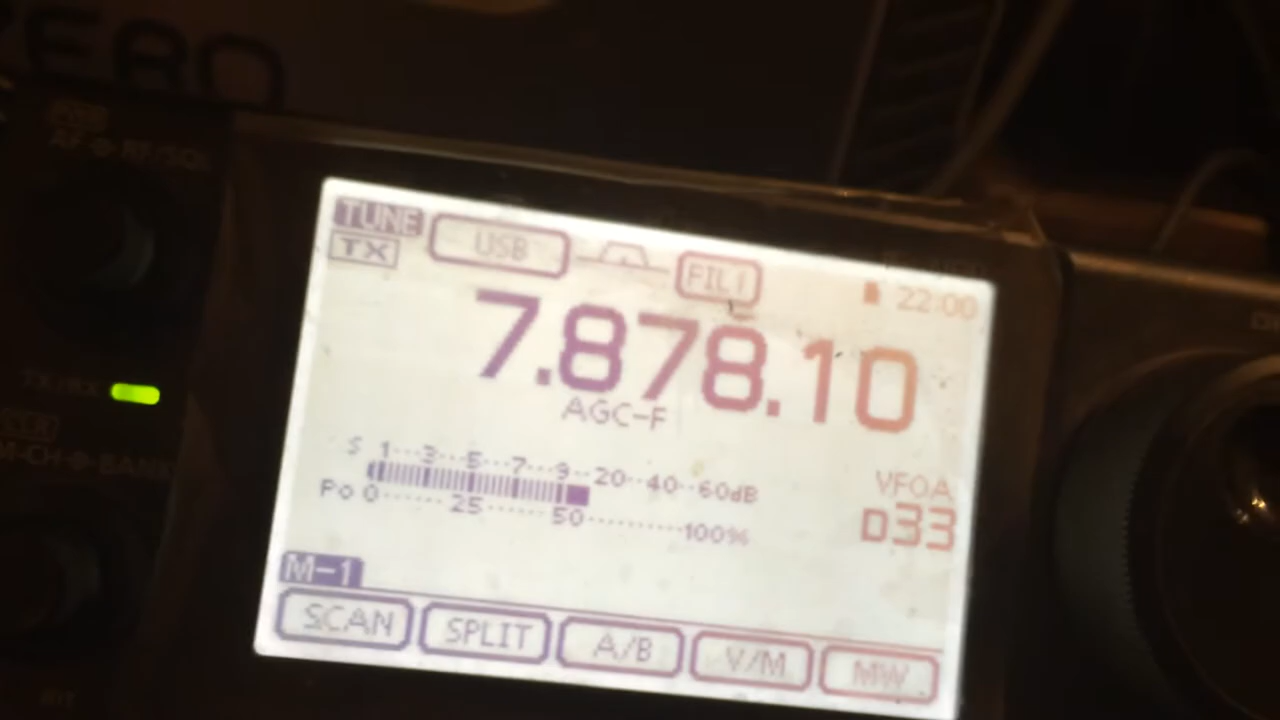 TUNE USB FIL1
TX 22:00
7.878.10
AGC-F
S 1 3 5 7 9 20 40 60dB
Po 0 25 50 100%
VFOA
033
M-1
SCAN SPLIT A/B V/M MW